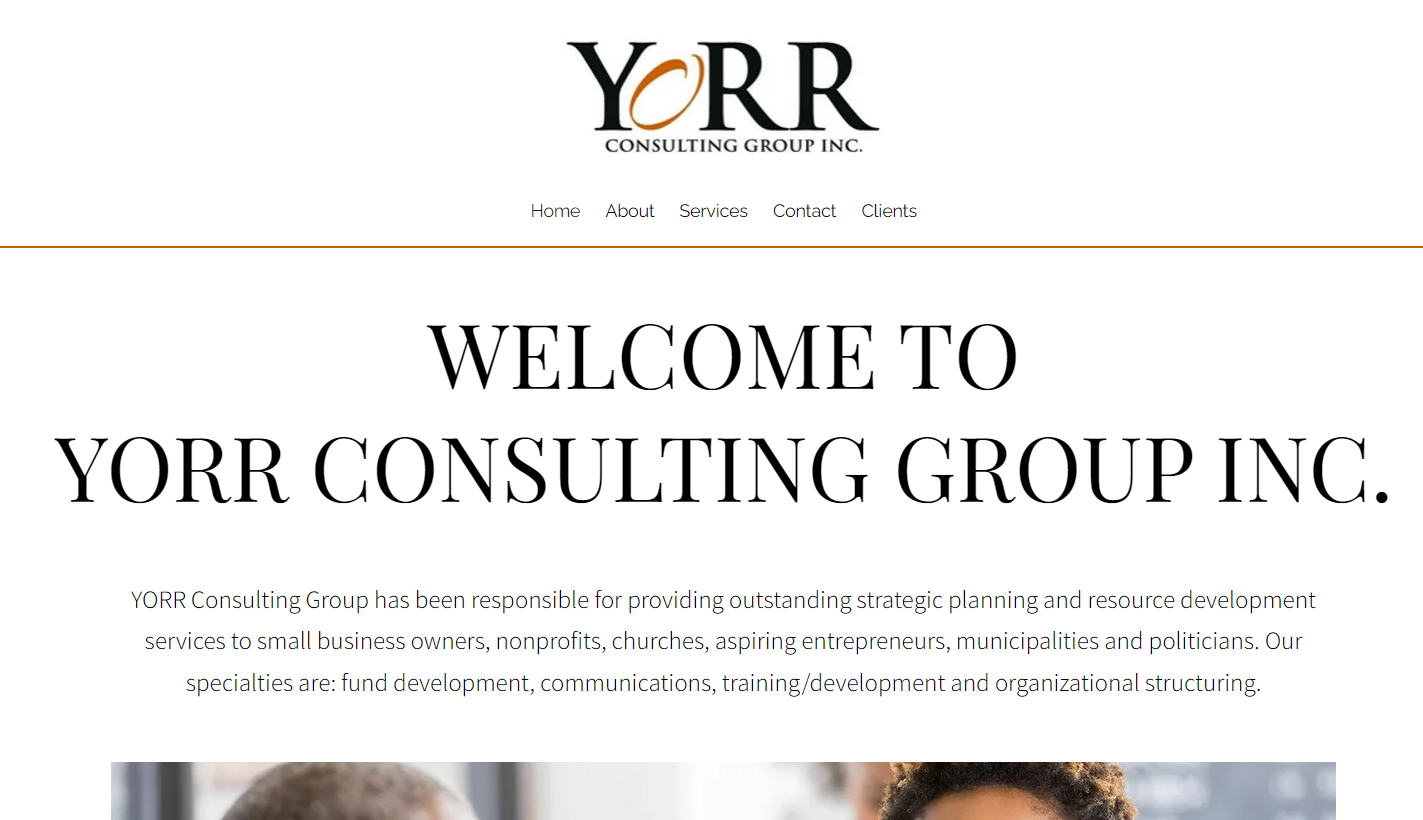 YORR
CONSULTING GROUP INC.
Home About Services Contact Clients
WELCOME TO
YORR CONSULTING GROUP INC.
YORR Consulting Group has been responsible for providing outstanding strategic planning and resource development
services to small business owners, nonprofits, churches, aspiring entrepreneurs, municipalities and politicians. Our
specialties are: fund development, communications, training/development and organizational structuring.